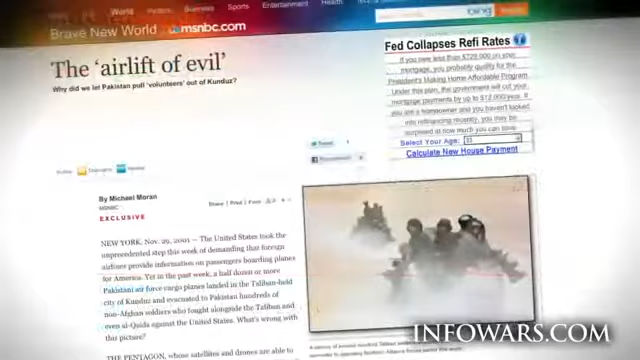 World
Politics
Business
Sports
Entertainment
Health
Brave New World
msnbc.com
bing
The 'airlift of evil'
Why did we let Pakistan pull 'volunteers' out of Kunduz?
Fed Collapses Refi Rates
If you owe less than $729,000 on your
mortgage, you probably qualify for the
President's Making Home Affordable Program.
Under this plan, the government will cut your
mortgage payments by up to $12,000/year. If
you are a homeowner and you haven't looked
into refinancing recently, you may be
surprised at how much you can save
Select Your Age:
Calculate New House Payment
Tweet
Recommend
By Michael Moran
MSNBC
EXCLUSIVE
Share | Print | Font:
NEW YORK, Nov. 29, 2001 — The United States took the
unprecedented step this week of demanding that foreign
airlines provide information on passengers boarding planes
for America. Yet in the past week, a half dozen or more
Pakistani air force cargo planes landed in the Taliban-held
city of Kunduz and evacuated to Pakistan hundreds of
non-Afghan soldiers who fought alongside the Taliban and
even al-Qaida against the United States. What's wrong with
this picture?
THE PENTAGON, whose satellites and drones are able to
INFOWARS.COM